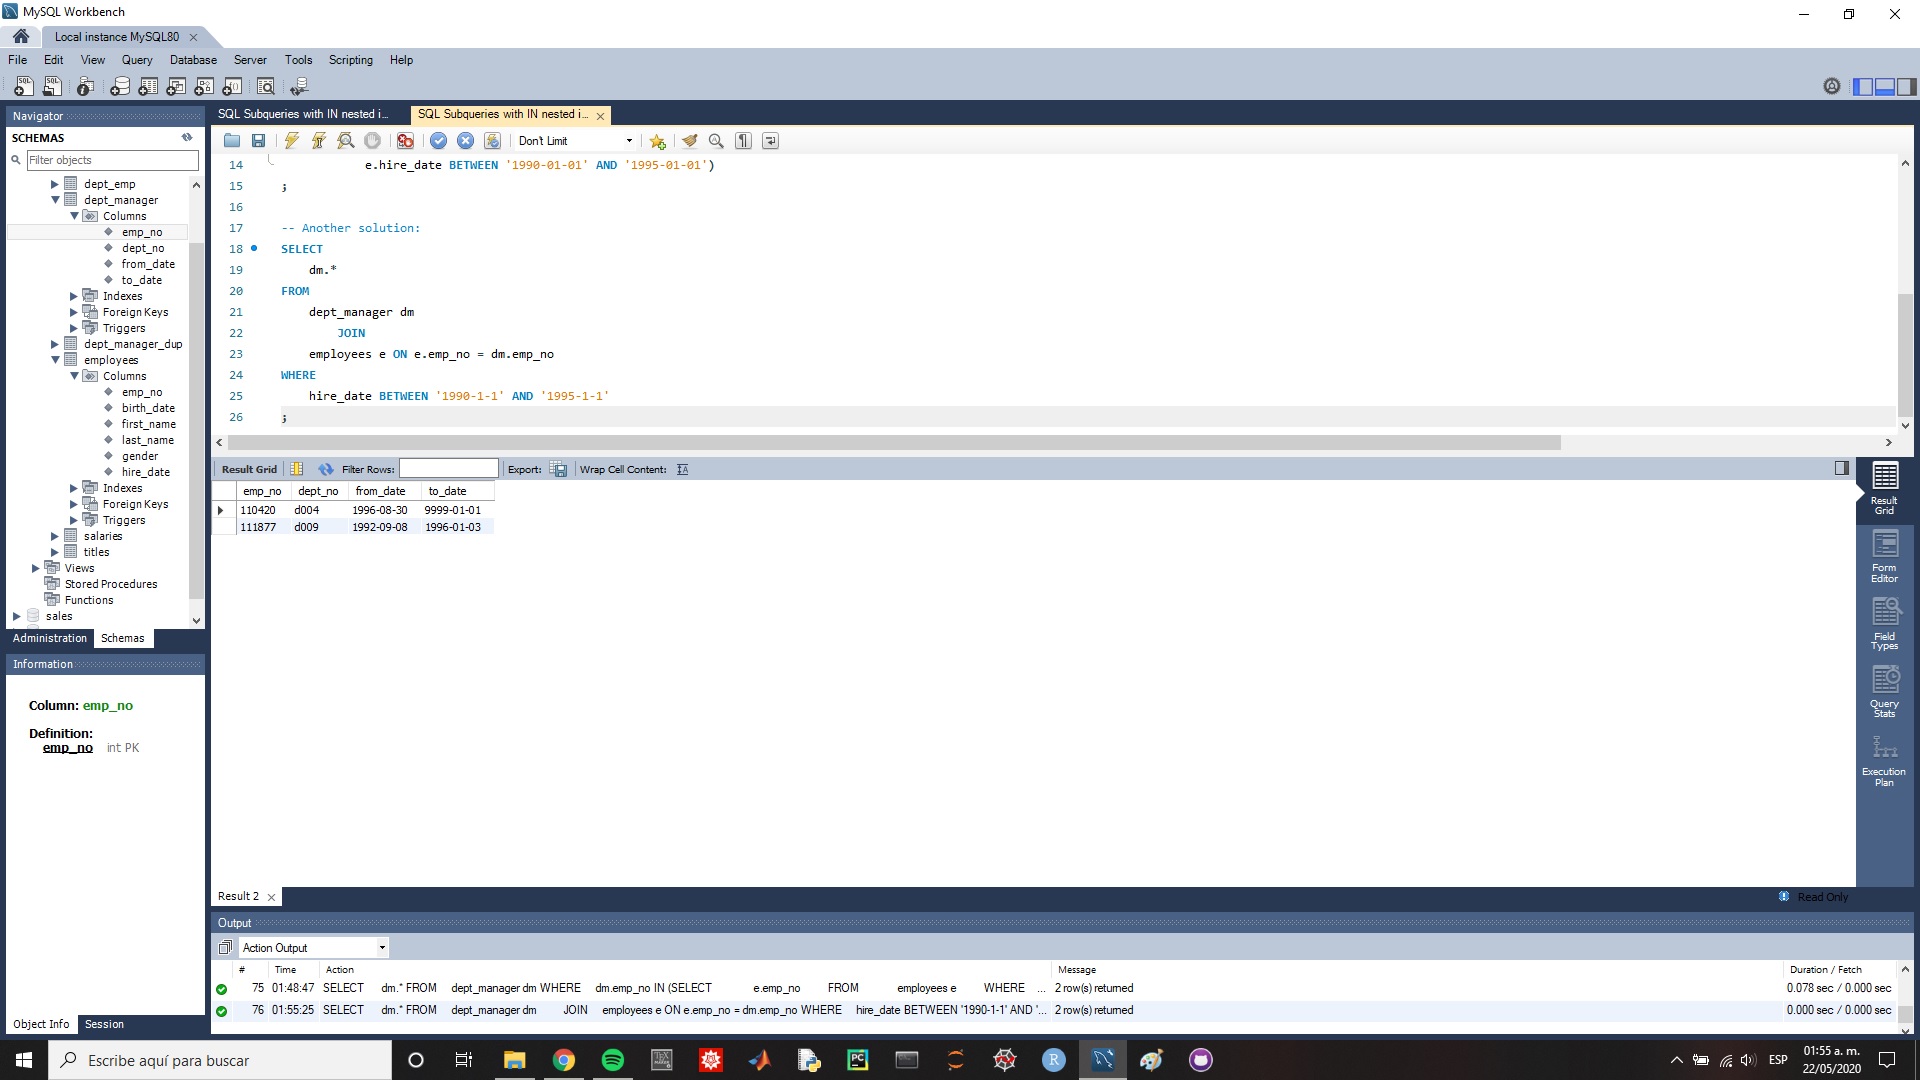 MySQL Workbench
Local instance MySQL80
File Edit View Query Database Server Tools Scripting Help
Navigator
SCHEMAS
Filter objects
dept_emp
dept_manager
Columns
emp_no
dept_no
from_date
to_date
Indexes
Foreign Keys
Triggers
dept_manager_dup
employees
Columns
emp_no
birth_date
first_name
last_name
gender
hire_date
Indexes
Foreign Keys
Triggers
salaries
titles
Views
Stored Procedures
Functions
sales
Administration Schemas
Information
Column: emp_no
Definition:
emp_no int PK
Object Info Session
SQL Subqueries with IN nested i... SQL Subqueries with IN nested i...
Don't Limit
14 e.hire_date BETWEEN '1990-01-01' AND '1995-01-01')
15 ;
16
17 -- Another solution:
18 SELECT
19 dm.*
20 FROM
21 dept_manager dm
22 JOIN
23 employees e ON e.emp_no = dm.emp_no
24 WHERE
25 hire_date BETWEEN '1990-1-1' AND '1995-1-1'
26 ;
Result Grid Filter Rows: Export: Wrap Cell Content:
emp_no dept_no from_date to_date
110420 d004 1996-08-30 9999-01-01
111877 d009 1992-09-08 1996-01-03
Result
Grid
Form
Editor
Field
Types
Query
Stats
Execution
Plan
Result 2 Read Only
Output
Action Output
# Time Action Message Duration / Fetch
75 01:48:47 SELECT dm.* FROM dept_manager dm WHERE dm.emp_no IN (SELECT e.emp_no FROM employees e WHERE ... 2 row(s) returned 0.078 sec / 0.000 sec
76 01:55:25 SELECT dm.* FROM dept_manager dm JOIN employees e ON e.emp_no = dm.emp_no WHERE hire_date BETWEEN '1990-1-1' AND '... 2 row(s) returned 0.000 sec / 0.000 sec
Escribe aquí para buscar
ESP
01:55 a. m.
22/05/2020